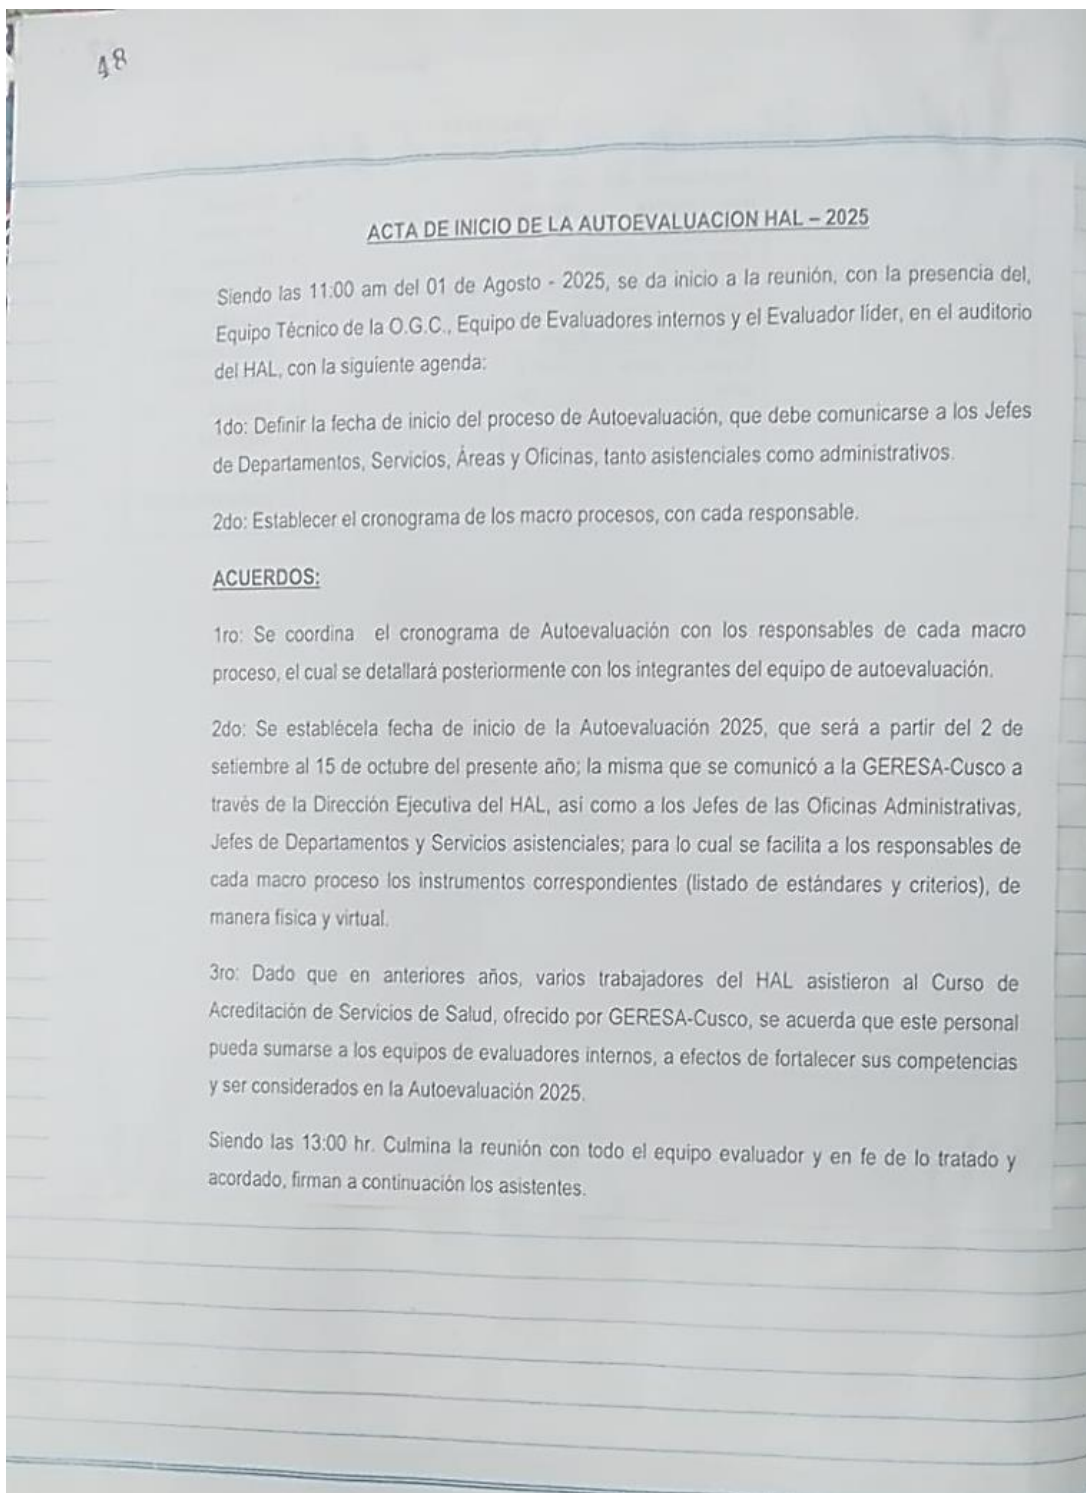 48
ACTA DE INICIO DE LA AUTOEVALUACION HAL – 2025
Siendo las 11:00 am del 01 de Agosto - 2025, se da inicio a la reunión, con la presencia del,
Equipo Técnico de la O.G.C., Equipo de Evaluadores internos y el Evaluador líder, en el auditorio
del HAL, con la siguiente agenda:
1do: Definir la fecha de inicio del proceso de Autoevaluación, que debe comunicarse a los Jefes
de Departamentos, Servicios, Áreas y Oficinas, tanto asistenciales como administrativos.
2do: Establecer el cronograma de los macro procesos, con cada responsable.
ACUERDOS:
1ro: Se coordina el cronograma de Autoevaluación con los responsables de cada macro
proceso, el cual se detallará posteriormente con los integrantes del equipo de autoevaluación.
2do: Se establécela fecha de inicio de la Autoevaluación 2025, que será a partir del 2 de
setiembre al 15 de octubre del presente año; la misma que se comunicó a la GERESA-Cusco a
través de la Dirección Ejecutiva del HAL, así como a los Jefes de las Oficinas Administrativas,
Jefes de Departamentos y Servicios asistenciales; para lo cual se facilita a los responsables de
cada macro proceso los instrumentos correspondientes (listado de estándares y criterios), de
manera física y virtual.
3ro: Dado que en anteriores años, varios trabajadores del HAL asistieron al Curso de
Acreditación de Servicios de Salud, ofrecido por GERESA-Cusco, se acuerda que este personal
pueda sumarse a los equipos de evaluadores internos, a efectos de fortalecer sus competencias
y ser considerados en la Autoevaluación 2025.
Siendo las 13:00 hr. Culmina la reunión con todo el equipo evaluador y en fe de lo tratado y
acordado, firman a continuación los asistentes.